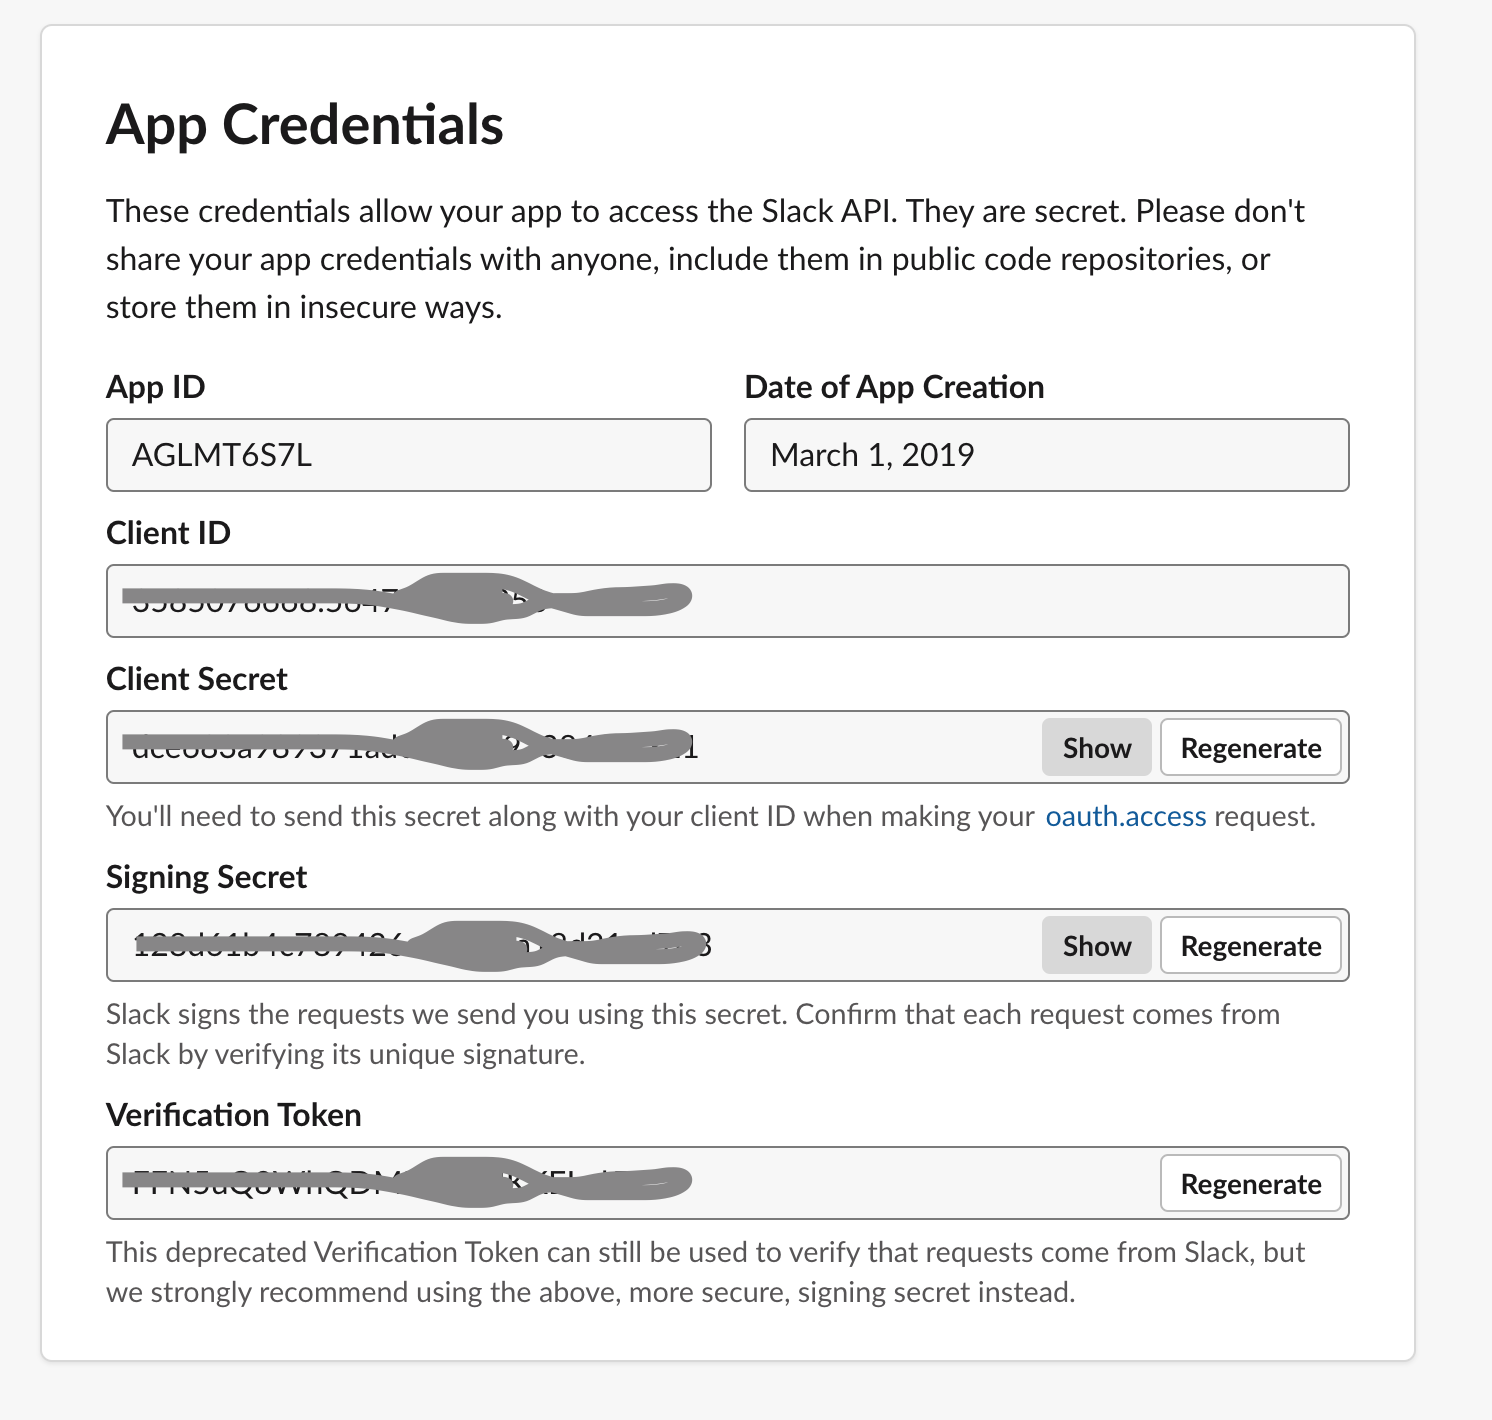 App Credentials
These credentials allow your app to access the Slack API. They are secret. Please don't
share your app credentials with anyone, include them in public code repositories, or
store them in insecure ways.
App ID
Date of App Creation
AGLMT6S7L
March 1, 2019
Client ID
Client Secret
Show
Regenerate
You'll need to send this secret along with your client ID when making your oauth.access request.
Signing Secret
Show
Regenerate
Slack signs the requests we send you using this secret. Confirm that each request comes from
Slack by verifying its unique signature.
Verification Token
Regenerate
This deprecated Verification Token can still be used to verify that requests come from Slack, but
we strongly recommend using the above, more secure, signing secret instead.